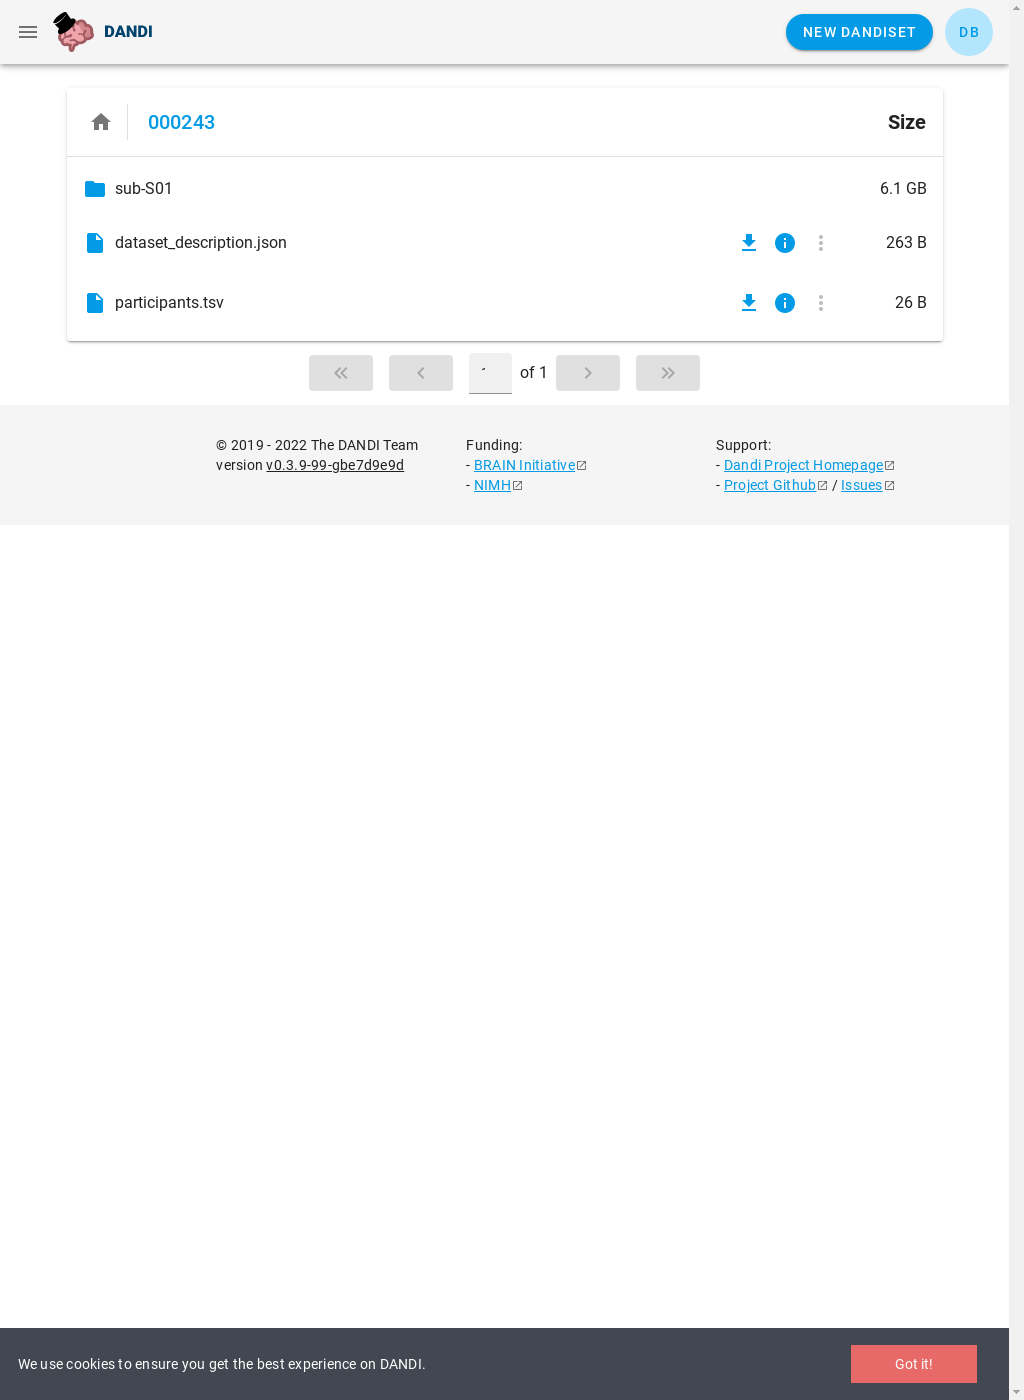 DANDI
NEW DANDISET
DB
000243
Size
sub-S01
6.1 GB
dataset_description.json
263 B
participants.tsv
26 B
of 1
© 2019 - 2022 The DANDI Team
version v0.3.9-99-gbe7d9e9d
Funding:
- BRAIN Initiative
- NIMH
Support:
- Dandi Project Homepage
- Project Github / Issues
We use cookies to ensure you get the best experience on DANDI.
Got it!